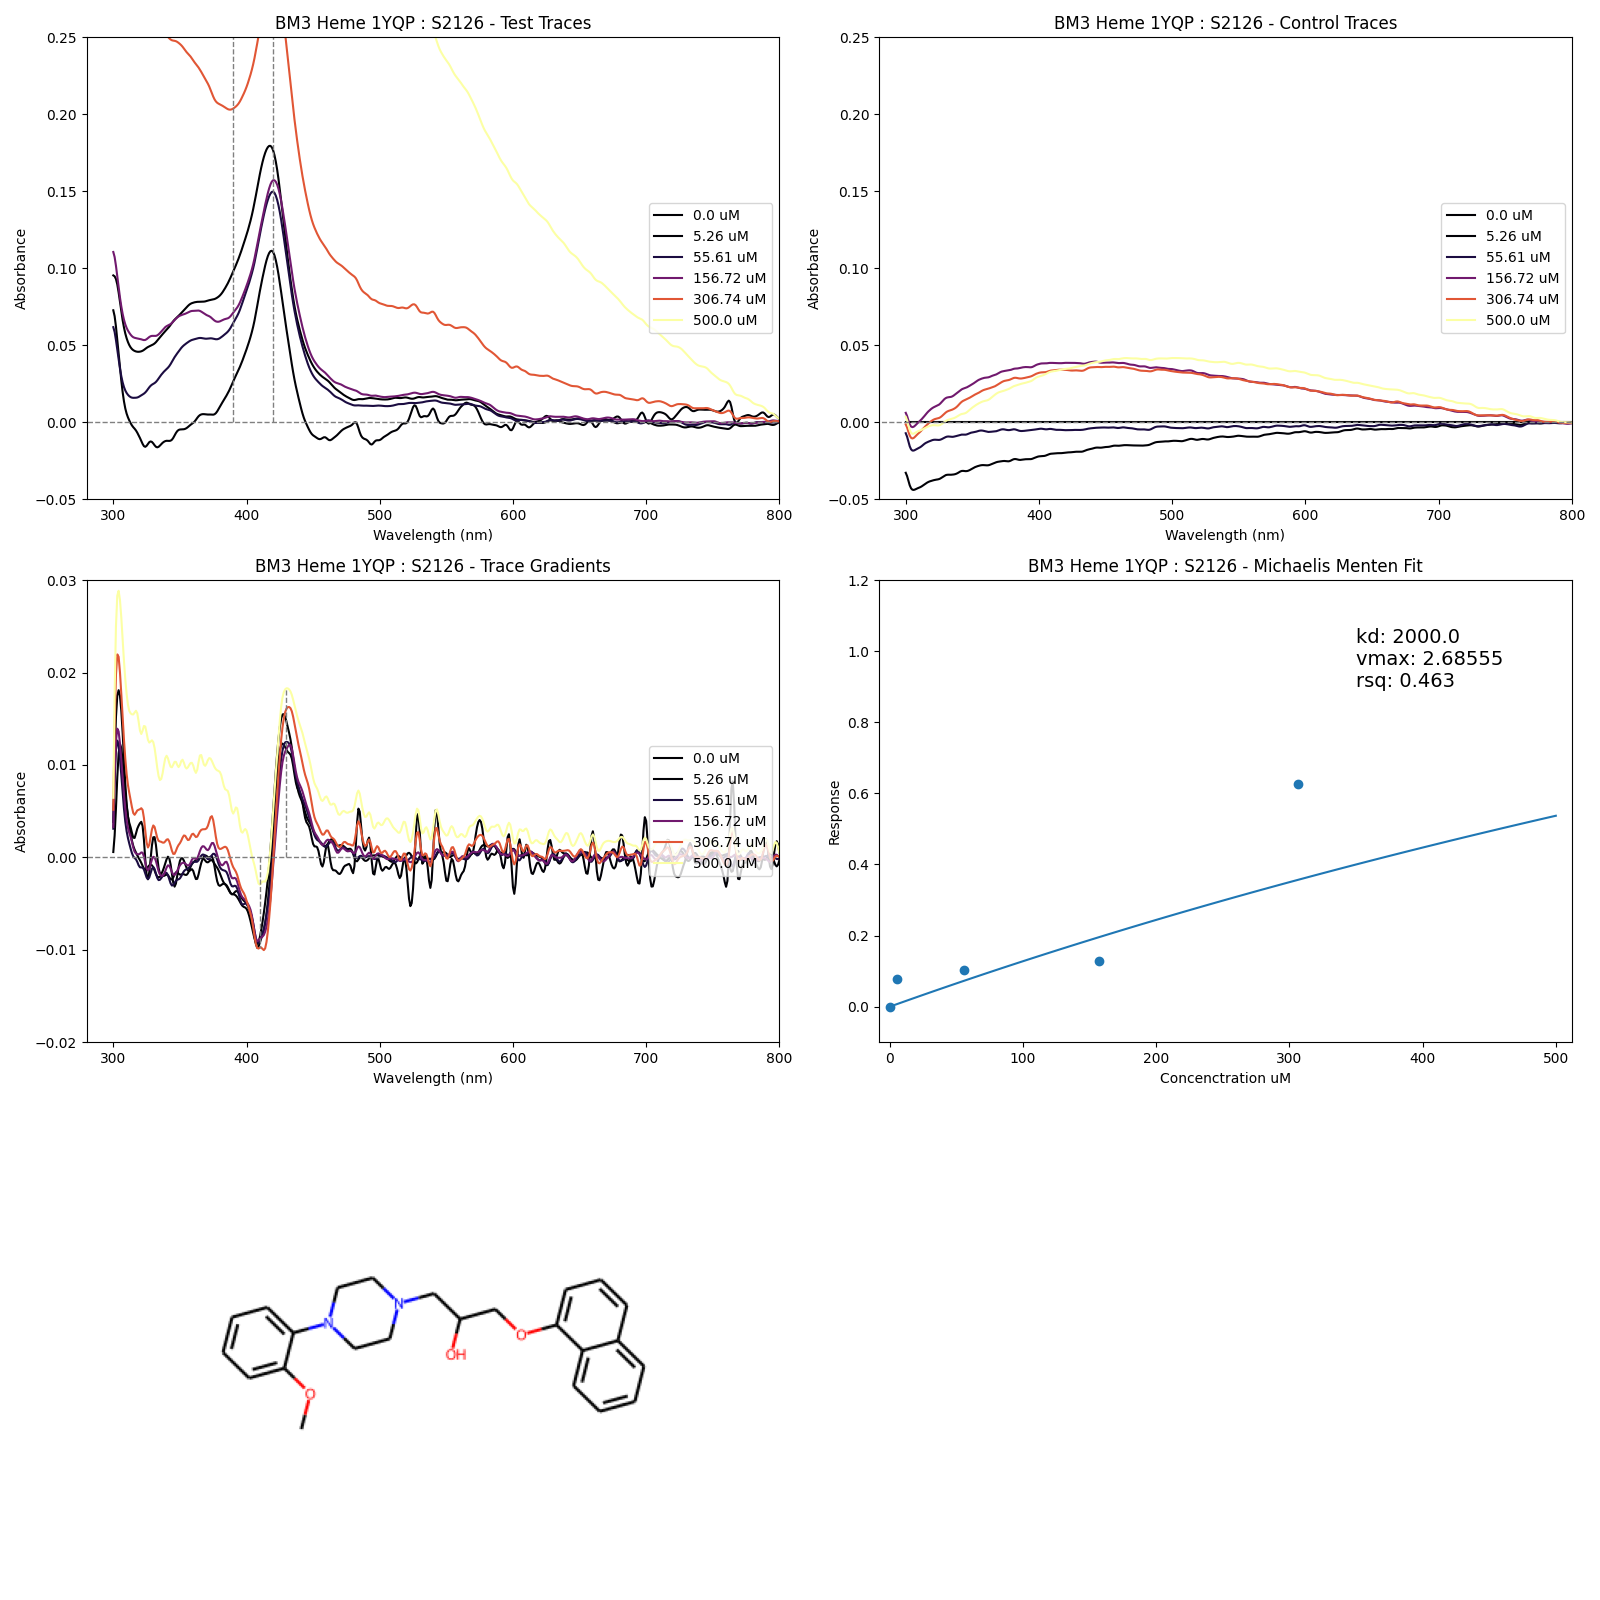 BM3 Heme 1YQP : S2126 - Test Traces
0.25
0.20
0.15
0.10
0.05
0.00
−0.05
Absorbance
300 400 500 600 700 800
Wavelength (nm)
0.0 uM
5.26 uM
55.61 uM
156.72 uM
306.74 uM
500.0 uM
BM3 Heme 1YQP : S2126 - Control Traces
0.25
0.20
0.15
0.10
0.05
0.00
−0.05
Absorbance
300 400 500 600 700 800
Wavelength (nm)
0.0 uM
5.26 uM
55.61 uM
156.72 uM
306.74 uM
500.0 uM
BM3 Heme 1YQP : S2126 - Trace Gradients
0.03
0.02
0.01
0.00
−0.01
−0.02
Absorbance
300 400 500 600 700 800
Wavelength (nm)
0.0 uM
5.26 uM
55.61 uM
156.72 uM
306.74 uM
500.0 uM
BM3 Heme 1YQP : S2126 - Michaelis Menten Fit
1.2
1.0
0.8
0.6
0.4
0.2
0.0
Response
kd: 2000.0
vmax: 2.68555
rsq: 0.463
0 100 200 300 400 500
Concenctration uM
N
N
OH
O
O